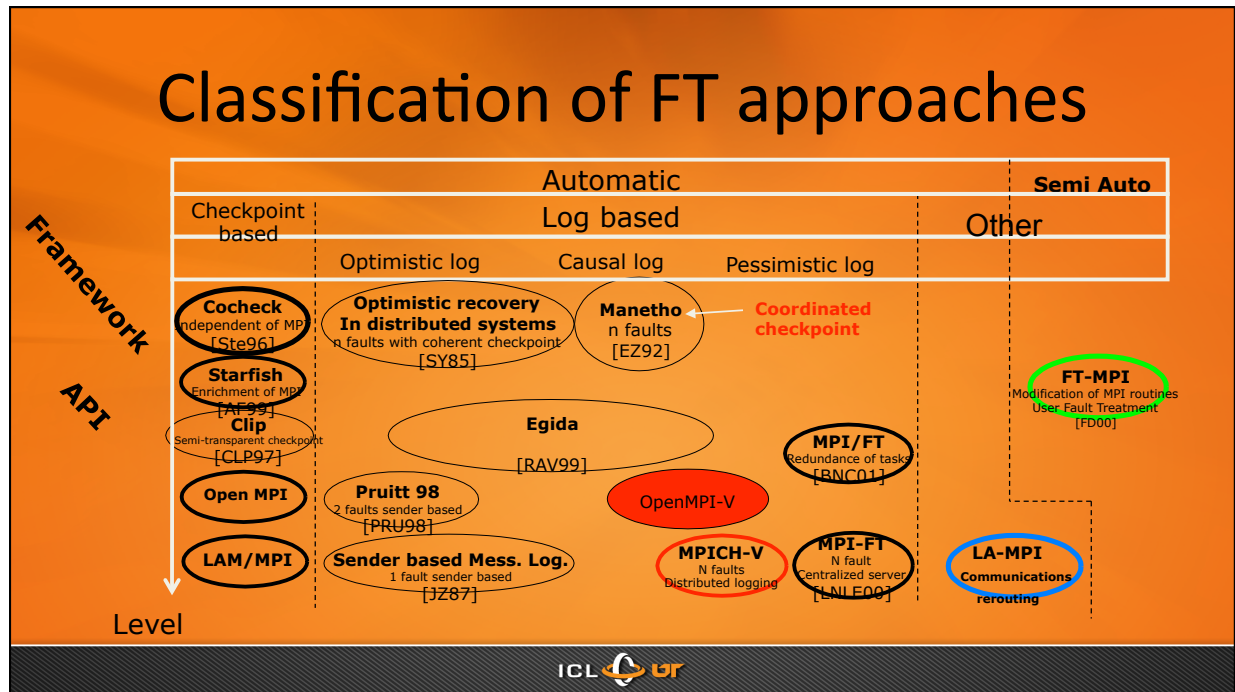 Classification of FT approaches
Automatic
Semi Auto
Checkpoint
based
Log based
Other
Optimistic log
Causal log
Pessimistic log
Framework
API
Level
Cocheck
Independent of MPI
[Ste96]
Optimistic recovery
In distributed systems
n faults with coherent checkpoint
[SY85]
Manetho
n faults
[EZ92]
Coordinated
checkpoint
Starfish
Enrichment of MPI
[AF99]
FT-MPI
Modification of MPI routines
User Fault Treatment
[FD00]
Clip
Semi-transparent checkpoint
[CLP97]
Egida
[RAV99]
MPI/FT
Redundance of tasks
[BNC01]
Open MPI
Pruitt 98
2 faults sender based
[PRU98]
OpenMPI-V
LAM/MPI
Sender based Mess. Log.
1 fault sender based
[JZ87]
MPICH-V
N faults
Distributed logging
MPI-FT
N fault
Centralized server
[LNLE00]
LA-MPI
Communications
rerouting
ICL UT